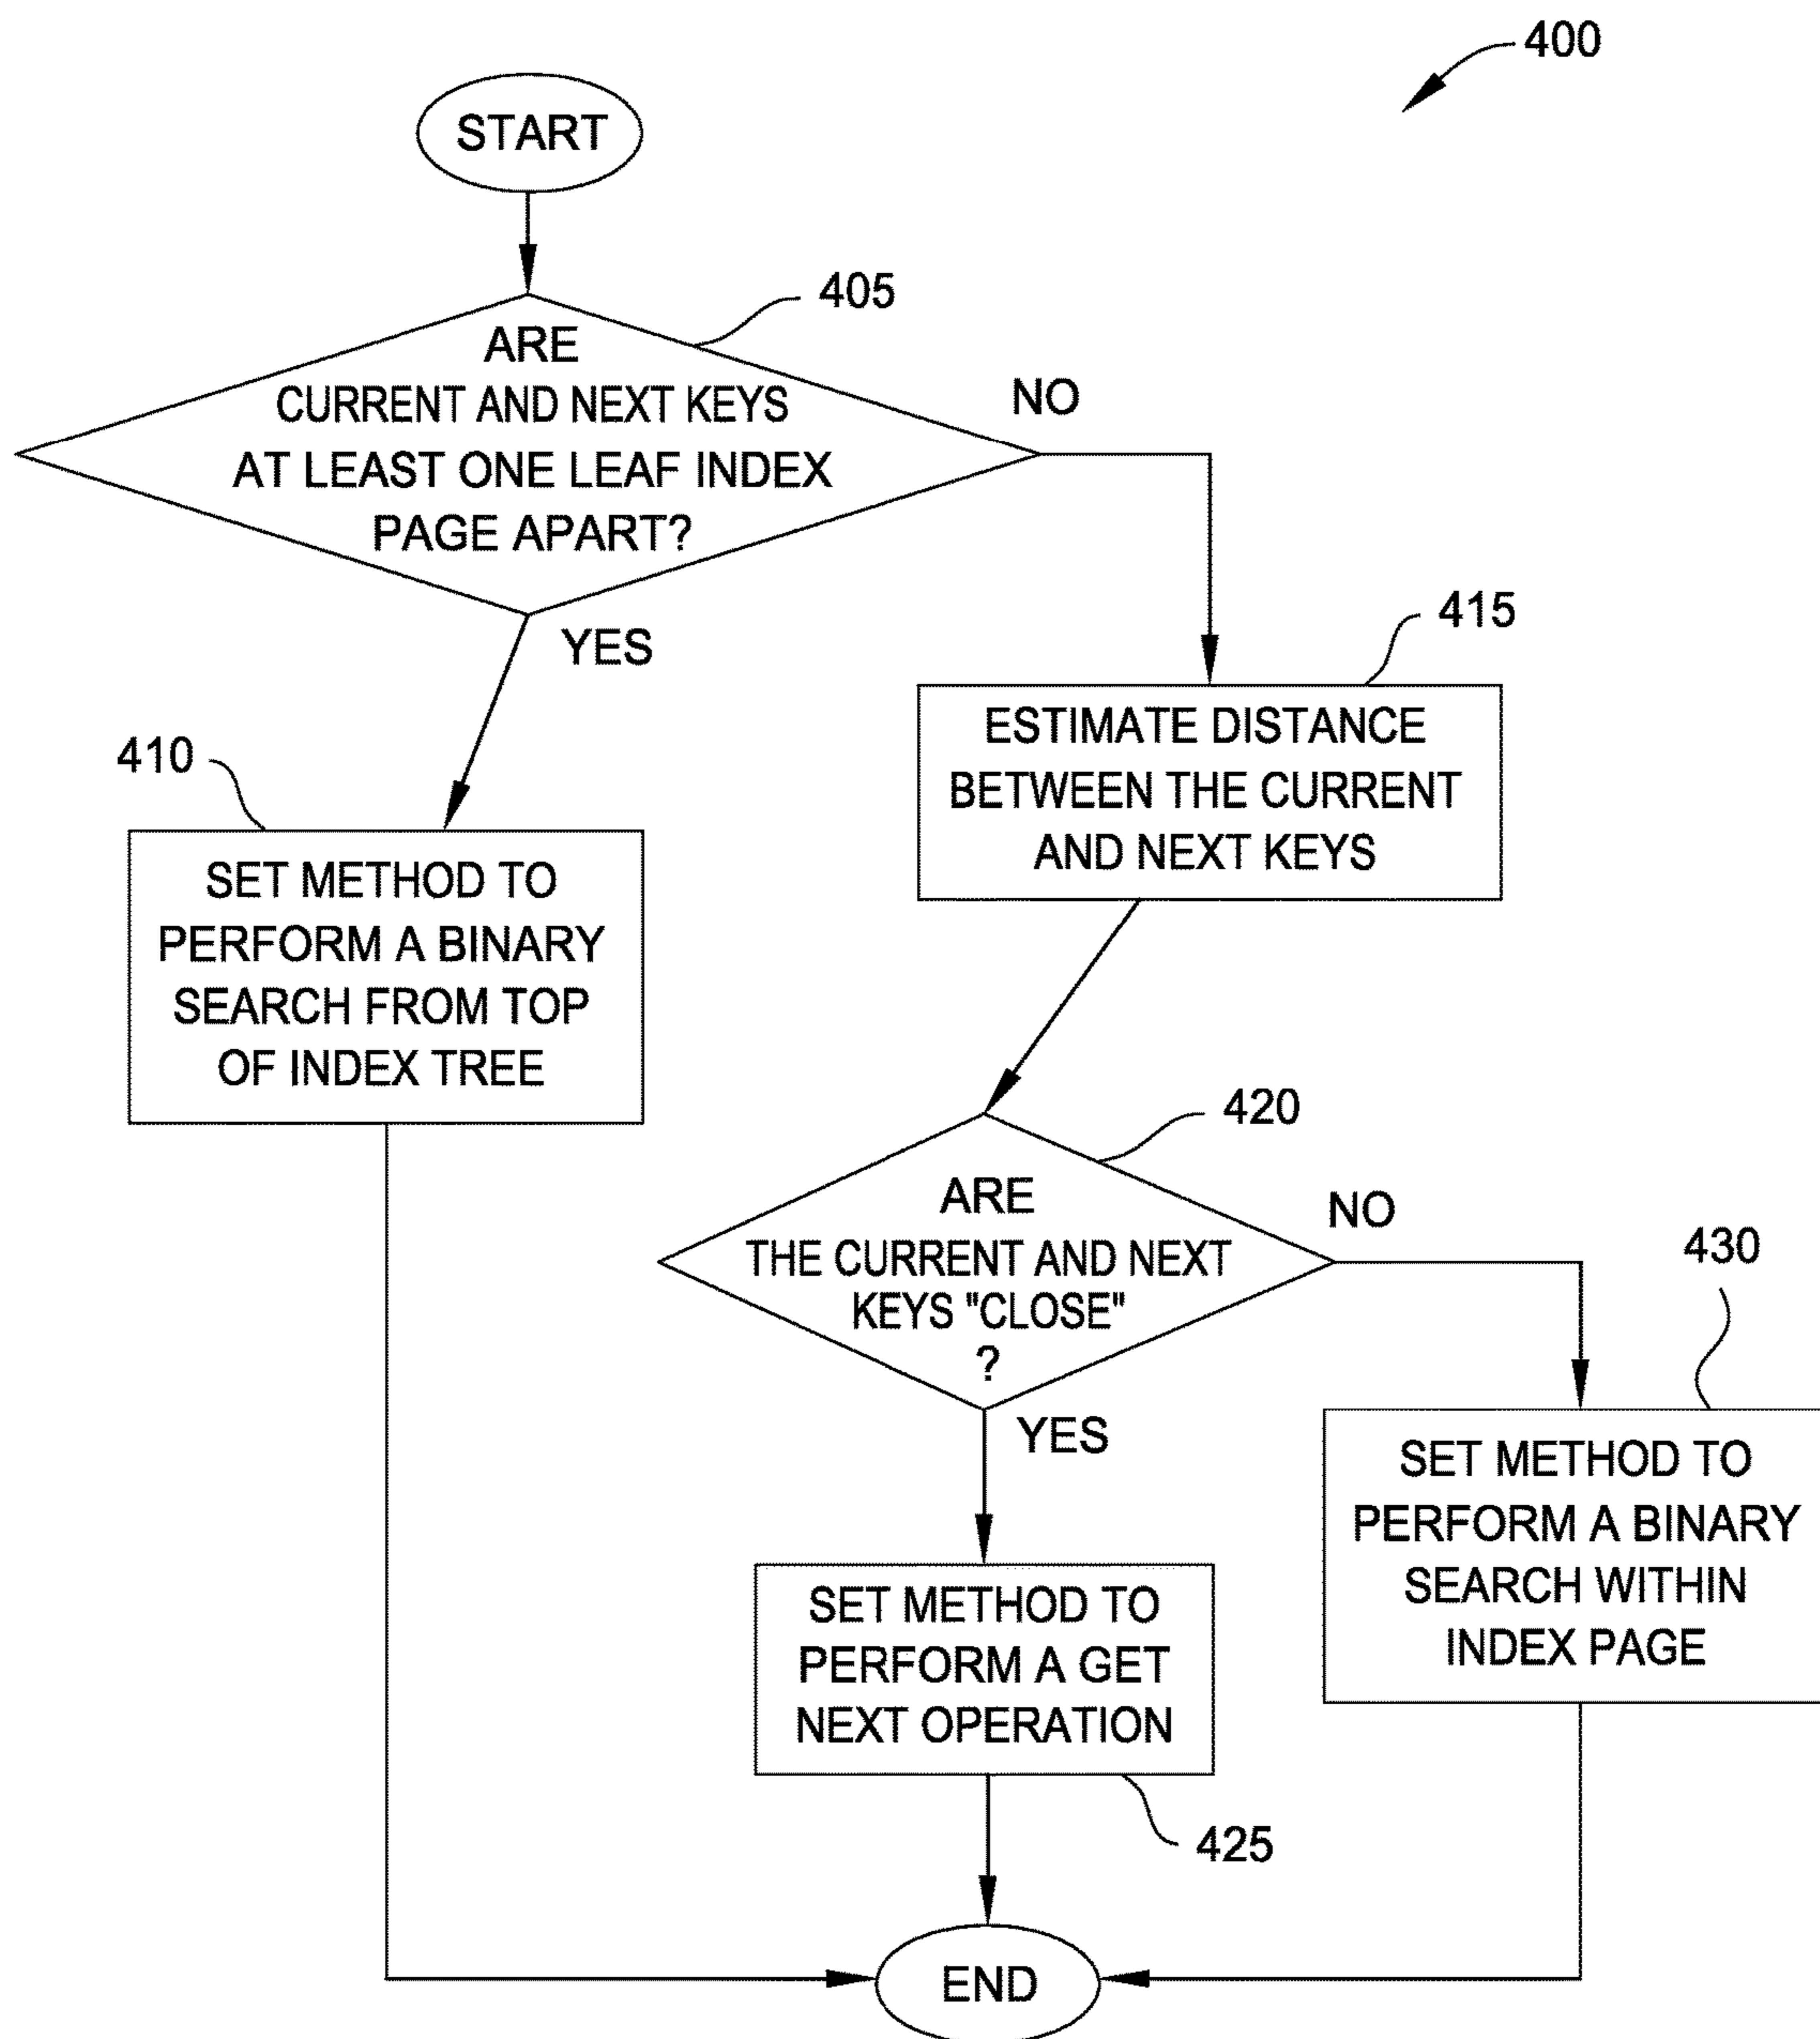 400
START
405
ARE
CURRENT AND NEXT KEYS
AT LEAST ONE LEAF INDEX
PAGE APART?
NO
YES
415
ESTIMATE DISTANCE
BETWEEN THE CURRENT
AND NEXT KEYS
410
SET METHOD TO
PERFORM A BINARY
SEARCH FROM TOP
OF INDEX TREE
420
ARE
THE CURRENT AND NEXT
KEYS "CLOSE"
?
NO
YES
430
SET METHOD TO
PERFORM A BINARY
SEARCH WITHIN
INDEX PAGE
SET METHOD TO
PERFORM A GET
NEXT OPERATION
425
END